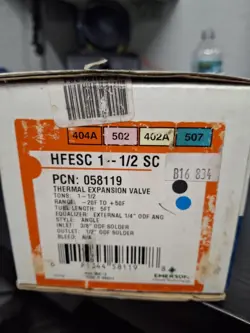 404A 502 402A 507
HFESC 1--1/2 SC
PCN: 058119
B16 834
THERMAL EXPANSION VALVE
TONS: 1-1/2
RANGE: -20F TO +50F
TUBE LENGTH: 5FT
EQUALIZER: EXTERNAL 1/4" ODF ANG
STYLE: ANGLE
INLET: 3/8" ODF SOLDER
OUTLET: 1/2" ODF SOLDER
BLEED: N/A
EMERSON